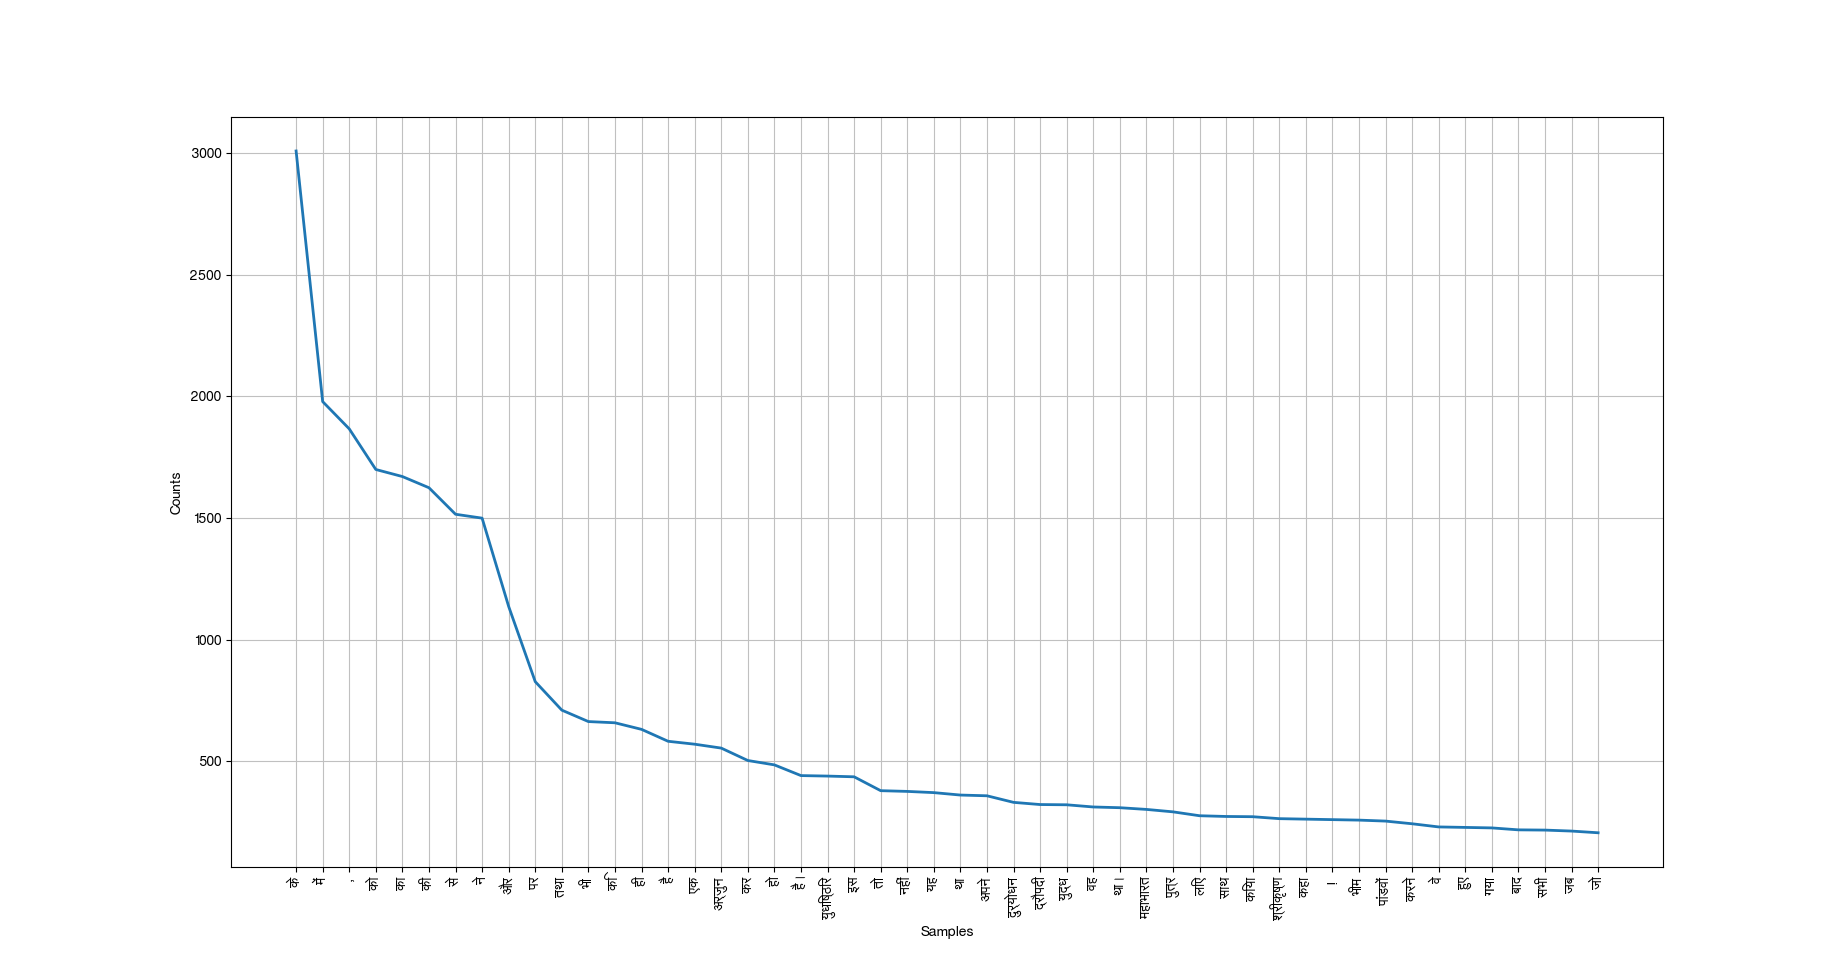 3000
2500
2000
1500
1000
500
Counts
के
में
,
को
का
की
से
ने
और
पर
तथा
भी
कि
ही
है
एक
अर्जुन
कर
हो
है।
युधिष्ठिर
इस
तो
नहीं
यह
था
अपने
दुर्योधन
द्रौपदी
युद्ध
वह
था।
महाभारत
पुत्र
लिए
साथ
किया
श्रीकृष्ण
कहा
!
भीम
पांडवों
करने
वे
हुए
गया
बाद
सभी
जब
जो
Samples